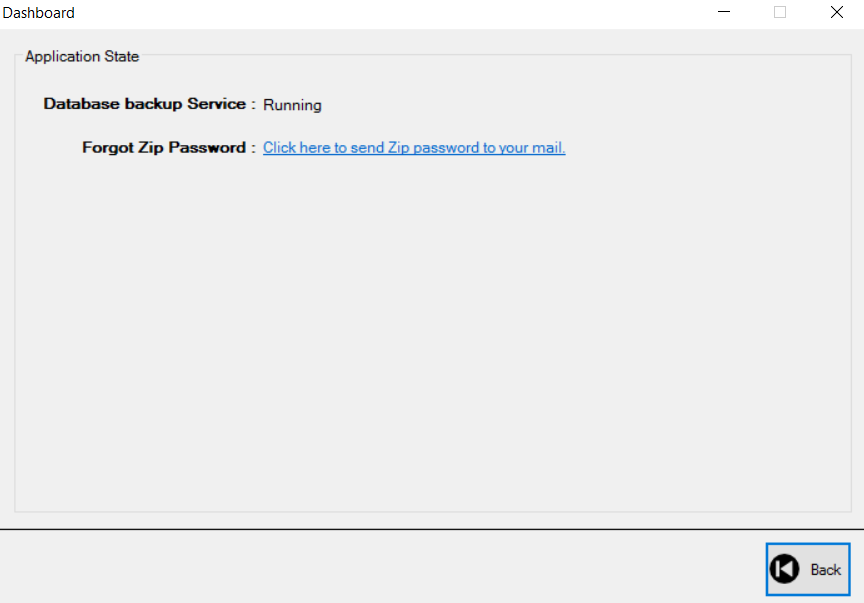 Dashboard
Application State
Database backup Service : Running
Forgot Zip Password : Click here to send Zip password to your mail.
Back